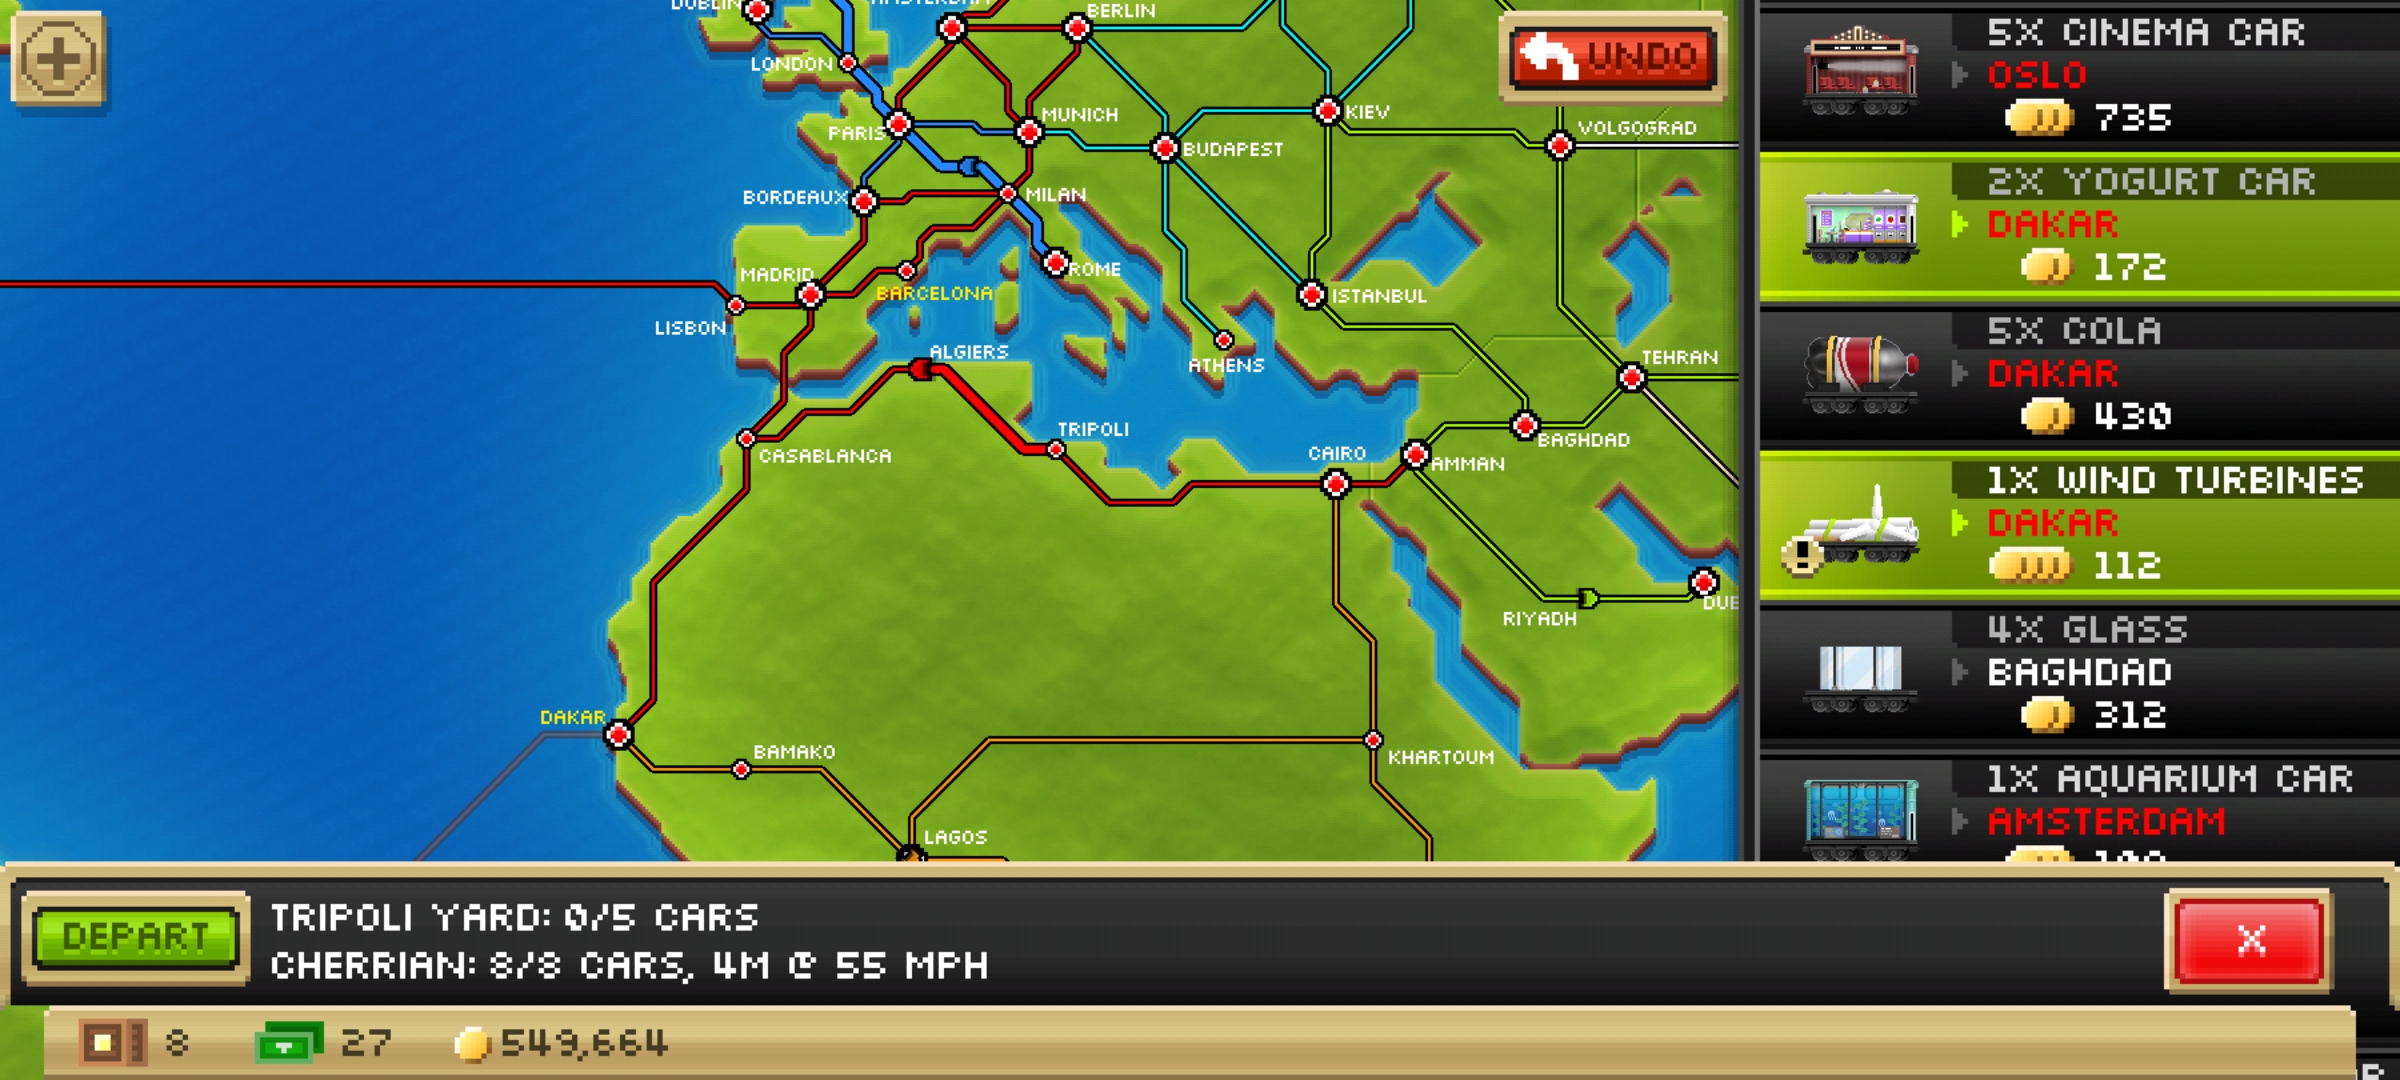 DUBLIN
BERLIN
UNDO
LONDON
MUNICH
KIEV
PARIS
VOLGOGRAD
BUDAPEST
BORDEAUX
MILAN
MADRID
ROME
BARCELONA
ISTANBUL
LISBON
ALGIERS
ATHENS
TEHRAN
TRIPOLI
BAGHDAD
CASABLANCA
CAIRO
AMMAN
RIYADH
DUB
DAKAR
BAMAKO
KHARTOUM
LAGOS
5X CINEMA CAR
OSLO
735
2X YOGURT CAR
DAKAR
172
5X COLA
DAKAR
430
1X WIND TURBINES
DAKAR
112
4X GLASS
BAGHDAD
312
1X AQUARIUM CAR
AMSTERDAM
DEPART
TRIPOLI YARD: 0/5 CARS
CHERRIAN: 8/8 CARS, 4M @ 55 MPH
X
8
27
549,664